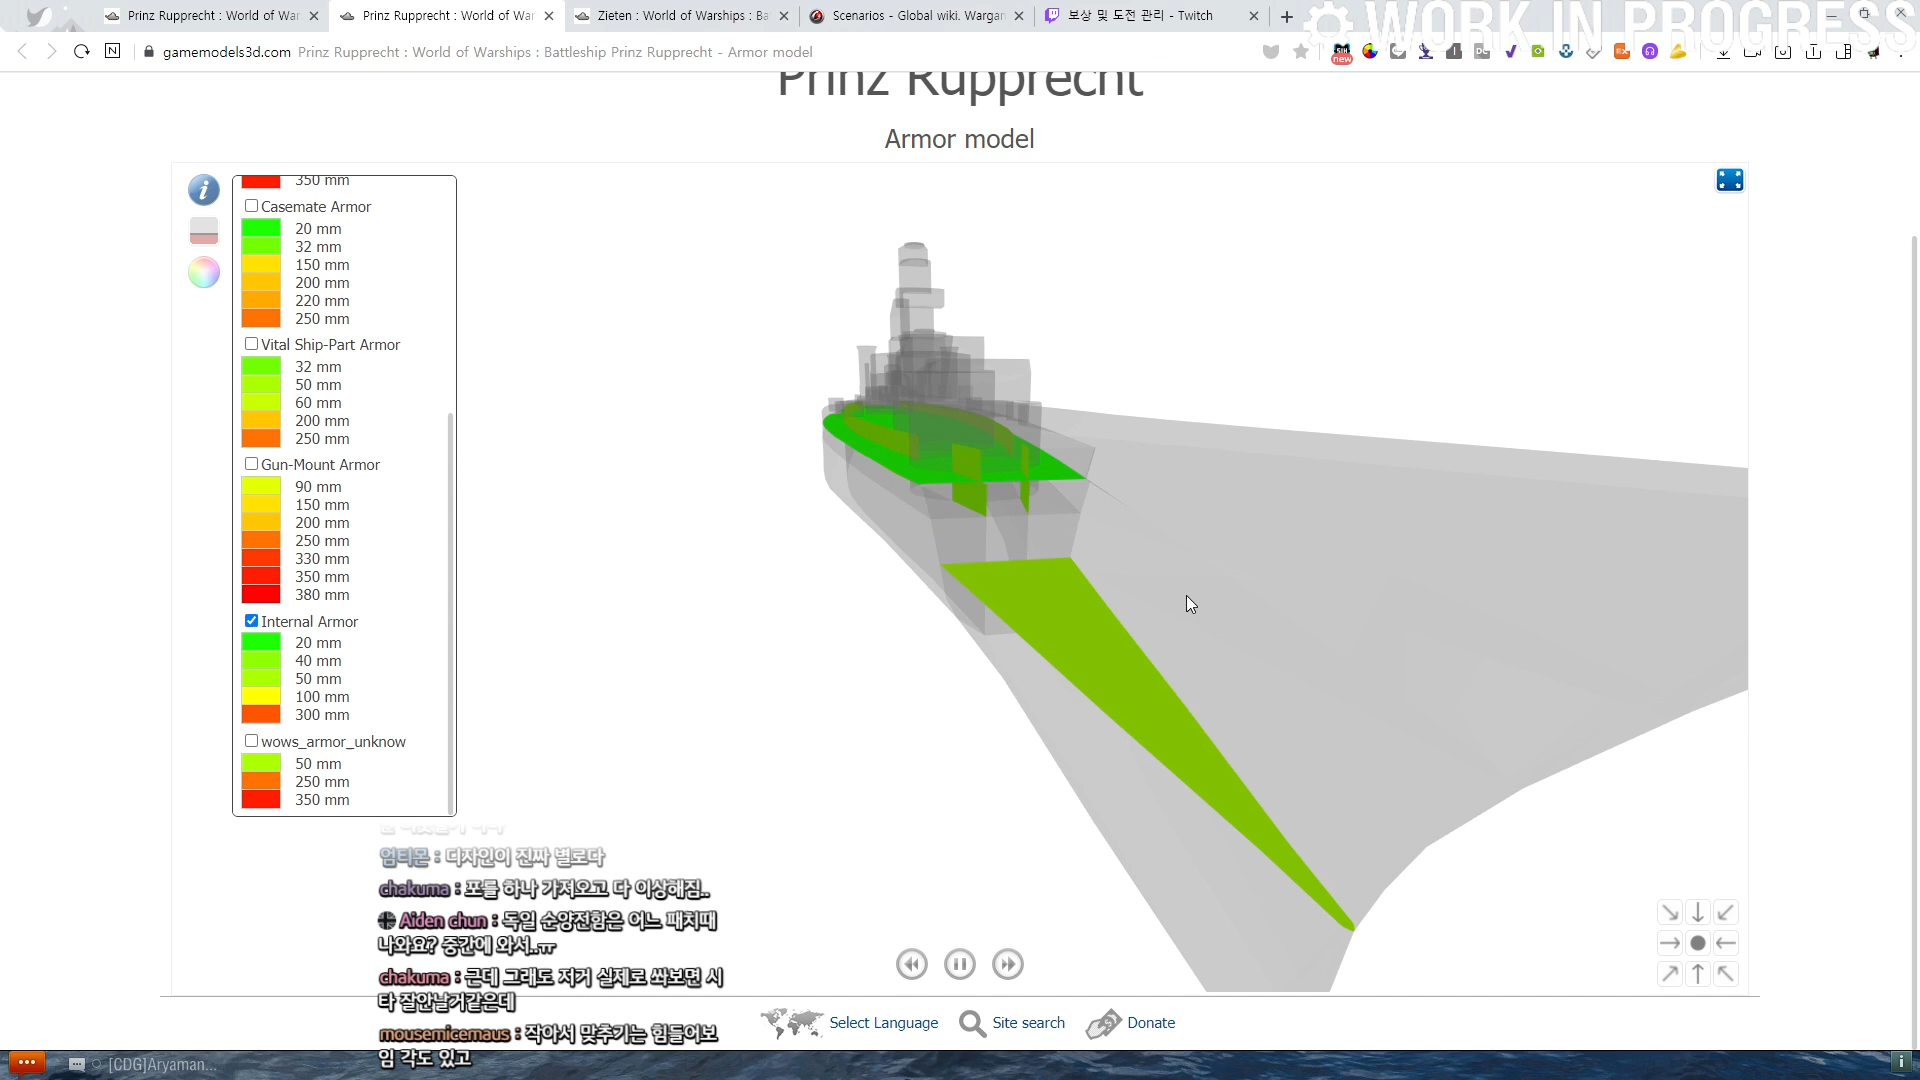 Prinz Rupprecht : World of War
Prinz Rupprecht : World of War
Zieten : World of Warships : Ba
Scenarios - Global wiki. Wargam
보상 및 도전 관리 - Twitch
WORK IN PROGRESS
gamemodels3d.com Prinz Rupprecht : World of Warships : Battleship Prinz Rupprecht - Armor model
new
Prinz Rupprecht
Armor model
350 mm
Casemate Armor
20 mm
32 mm
150 mm
200 mm
220 mm
250 mm
Vital Ship-Part Armor
32 mm
50 mm
60 mm
200 mm
250 mm
Gun-Mount Armor
90 mm
150 mm
200 mm
250 mm
330 mm
350 mm
380 mm
Internal Armor
20 mm
40 mm
50 mm
100 mm
300 mm
wows_armor_unknow
50 mm
250 mm
350 mm
엄티몬 : 디자인이 진짜 별로다
chakuma : 포를 하나 가져오고 다 이상해짐..
Aiden chun : 독일 순양전함은 어느 패치때
나와요? 중간에 와서..ㅠ
chakuma : 근데 그래도 저거 실제로 쏴보면 시
타 잘안날거같은데
mousemicemaus : 작아서 맞추기는 힘들어보
임 각도 있고
Select Language
Site search
Donate
[CDG]Aryaman...